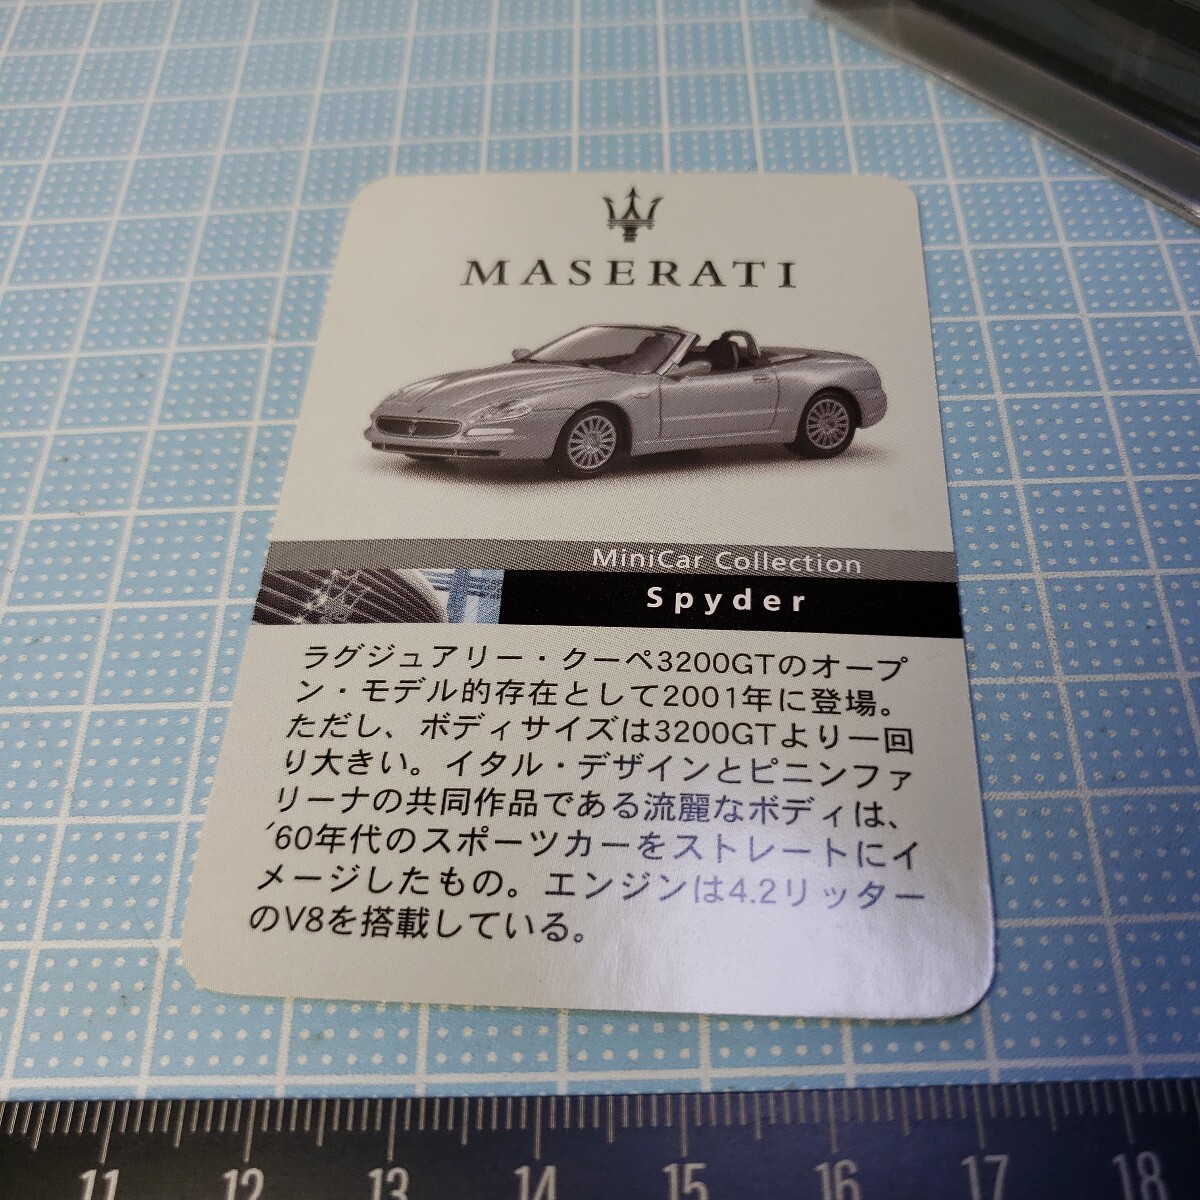 MASERATI
MiniCar Collection
Spyder
ラグジュアリー・クーペ3200GTのオープ
ン・モデル的存在として2001年に登場。
ただし、ボディサイズは3200GTより一回
り大きい。イタル・デザインとピニンファ
リーナの共同作品である流麗なボディは、
'60年代のスポーツカーをストレートにイ
メージしたもの。エンジンは4.2リッター
のV8を搭載している。
11 12 13 14 15 16 17 18